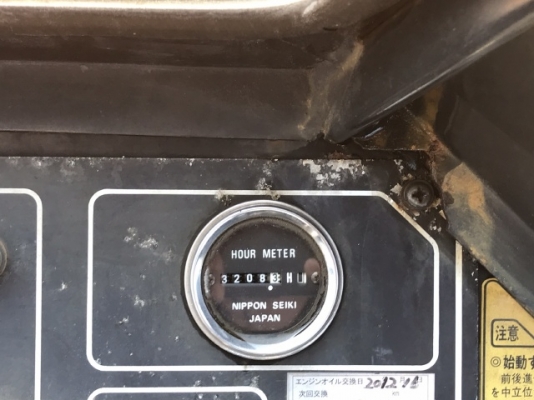 HOUR METER
32083 H
NIPPON SEIKI
JAPAN
注意
◎始動す
前後進
を中立位
エンジンオイル交換日
次回交換